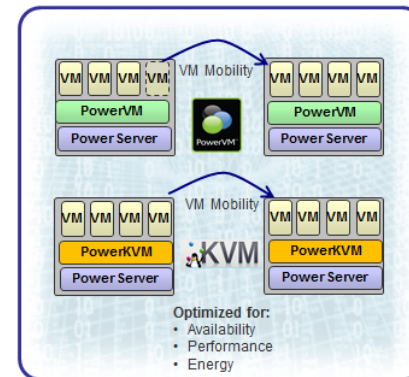 VM VM VM VM
VM Mobility
VM VM VM VM
PowerVM
PowerVM
Power Server
PowerVM
Power Server
VM Mobility
VM VM VM VM
VM VM VM VM
PowerKVM
KVM
PowerKVM
Power Server
Power Server
Optimized for:
• Availability
• Performance
• Energy